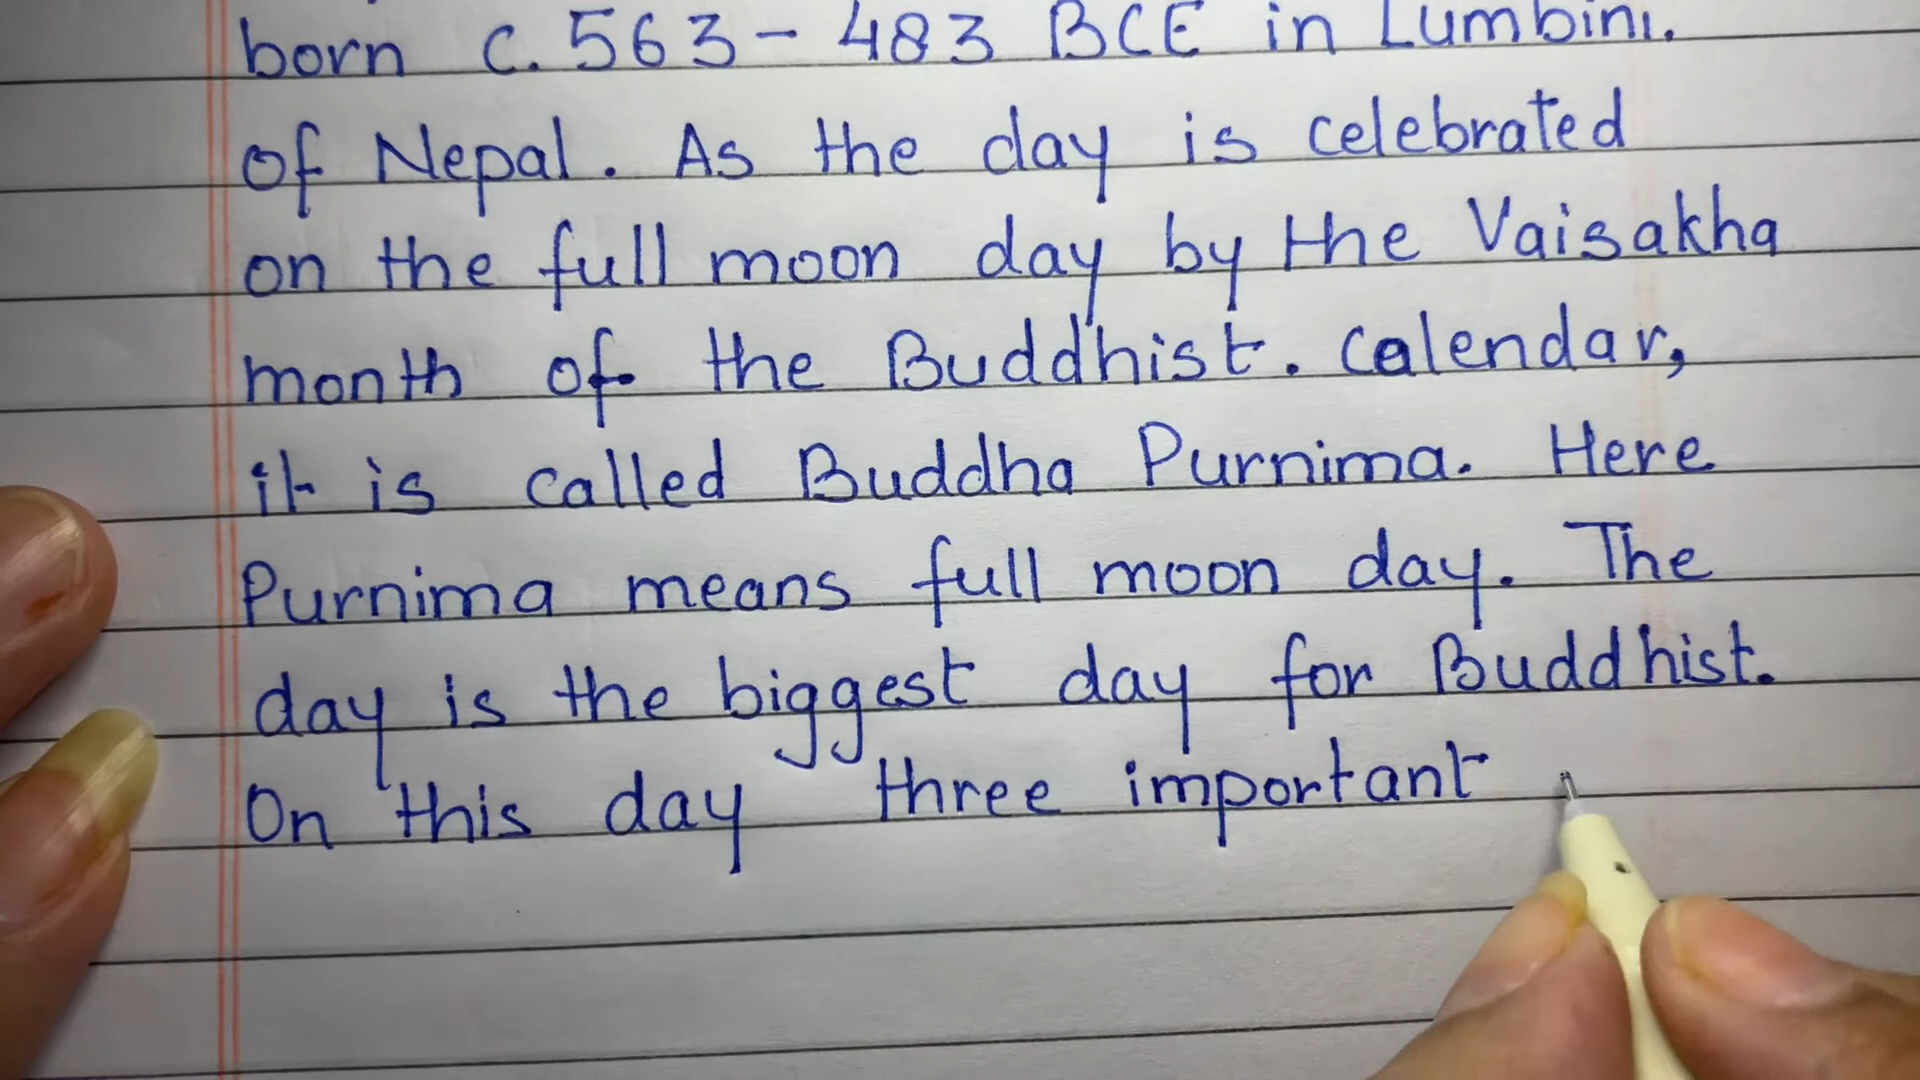 born c. 563 - 483 BCE in Lumbini.
of Nepal. As the day is celebrated
on the full moon day by the Vaisakha
month of the Buddhist. Calendar,
it is called Buddha Purnima. Here
Purnima means full moon day. The
day is the biggest day for Buddhist.
On this day three important